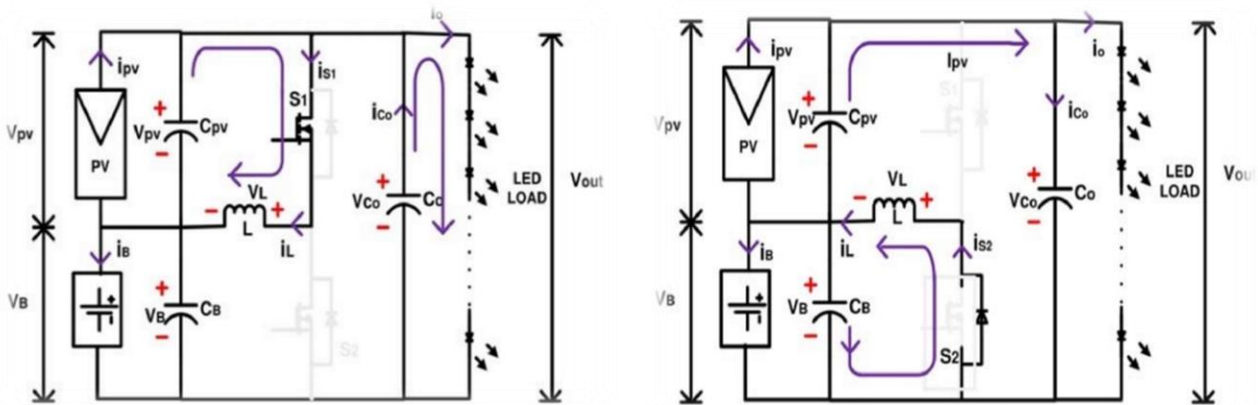 io
ipv
iS1
S1
Vpv
PV
+
Vpv
−
Cpv
iCo
VL
−
+
L
iL
+
VCo
−
Co
LED
LOAD
Vout
iB
VB
+
VB
−
CB
S2
ipv
Ipv
io
S1
Vpv
PV
+
Vpv
−
Cpv
iCo
VL
−
+
L
iL
iS2
+
VCo
−
Co
LED
LOAD
iB
VB
+
VB
−
CB
S2